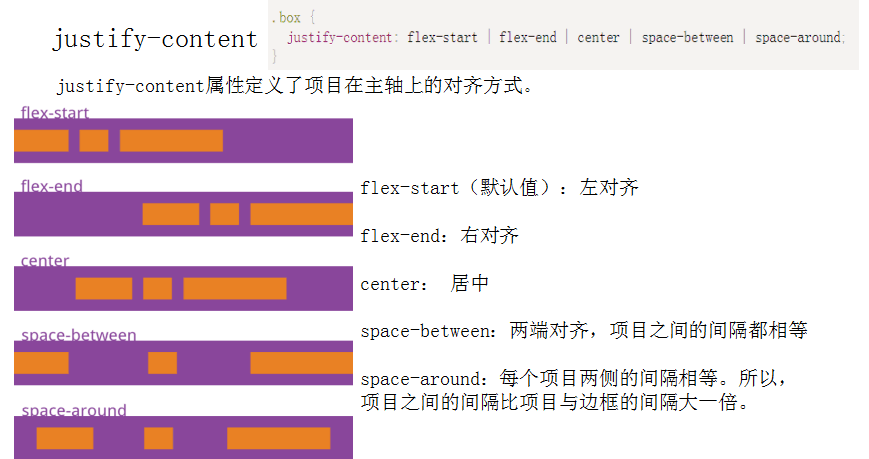 justify-content
.box {
justify-content: flex-start | flex-end | center | space-between | space-around;
}
justify-content属性定义了项目在主轴上的对齐方式。
flex-start
flex-end
center
space-between
space-around
flex-start（默认值）：左对齐
flex-end：右对齐
center： 居中
space-between：两端对齐，项目之间的间隔都相等
space-around：每个项目两侧的间隔相等。所以，
项目之间的间隔比项目与边框的间隔大一倍。